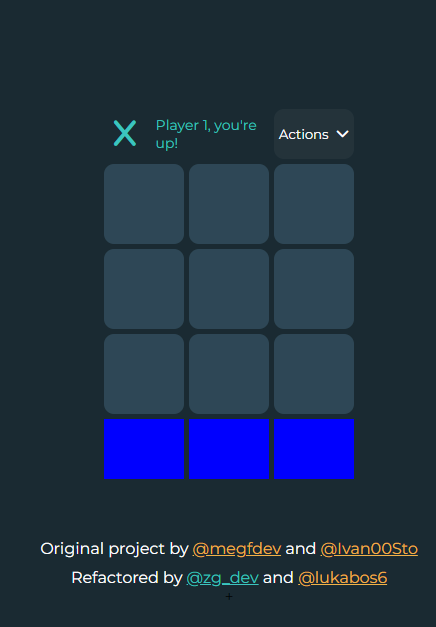 Player 1, you're
up!
Actions
Original project by @megfdev and @Ivan00Sto
Refactored by @zg_dev and @lukabos6
+